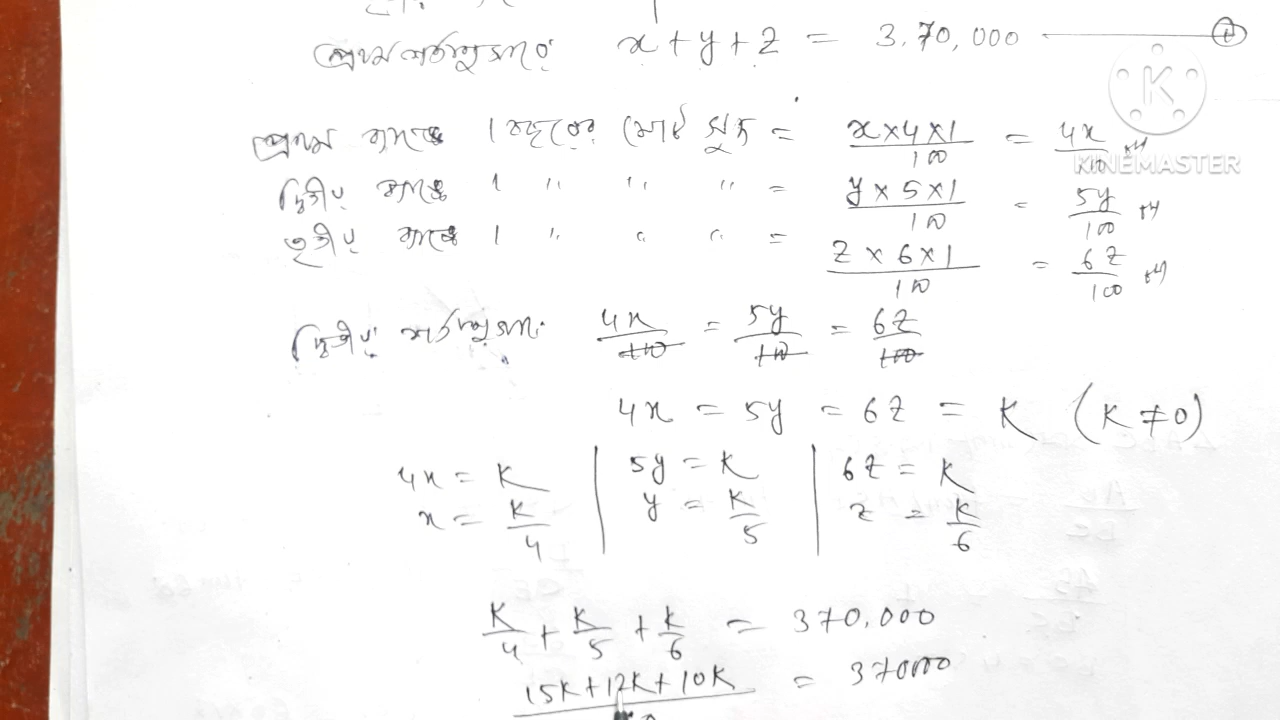 প্রথম শর্তানুসারে x + y + z = 3,70,000
K
KINEMASTER
প্রথম ব্যাংকে 1 বছরের মোট সুদ = x × 4 × 1 / 100 = 4x / 100
দ্বিতীয় ব্যাংকে 1 " " " = y × 5 × 1 / 100 = 5y / 100
তৃতীয় ব্যাংকে 1 " " " = z × 6 × 1 / 100 = 6z / 100
দ্বিতীয় শর্তানুসারে 4x / 100 = 5y / 100 = 6z / 100
4x = 5y = 6z = K (K ≠ 0)
4x = K | 5y = K | 6z = K
x = K / 4 | y = K / 5 | z = K / 6
K / 4 + K / 5 + K / 6 = 370,000
15K + 12K + 10K = 370000